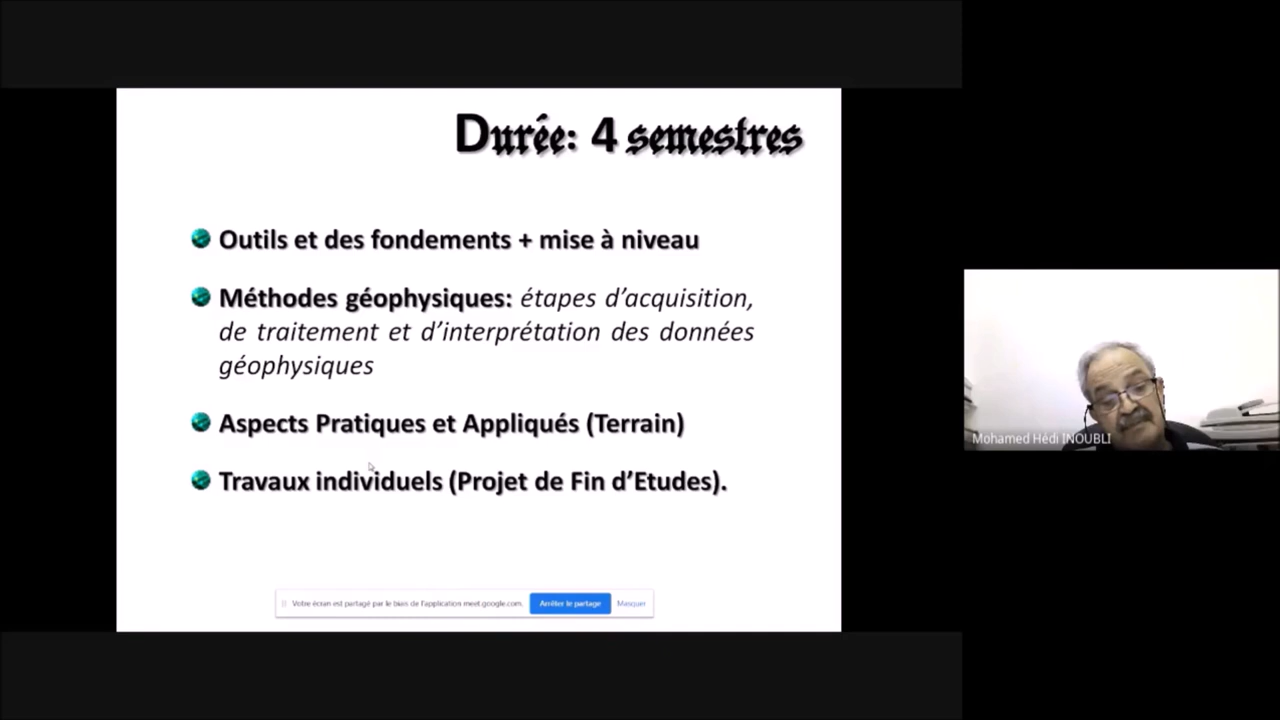 Durée: 4 semestres
Outils et des fondements + mise à niveau
Méthodes géophysiques: étapes d’acquisition,
de traitement et d’interprétation des données
géophysiques
Aspects Pratiques et Appliqués (Terrain)
Travaux individuels (Projet de Fin d’Etudes).
Votre écran est partagé par le biais de l'application meet.google.com. Arrêter le partage Masquer
Mohamed Hédi INOUBLI